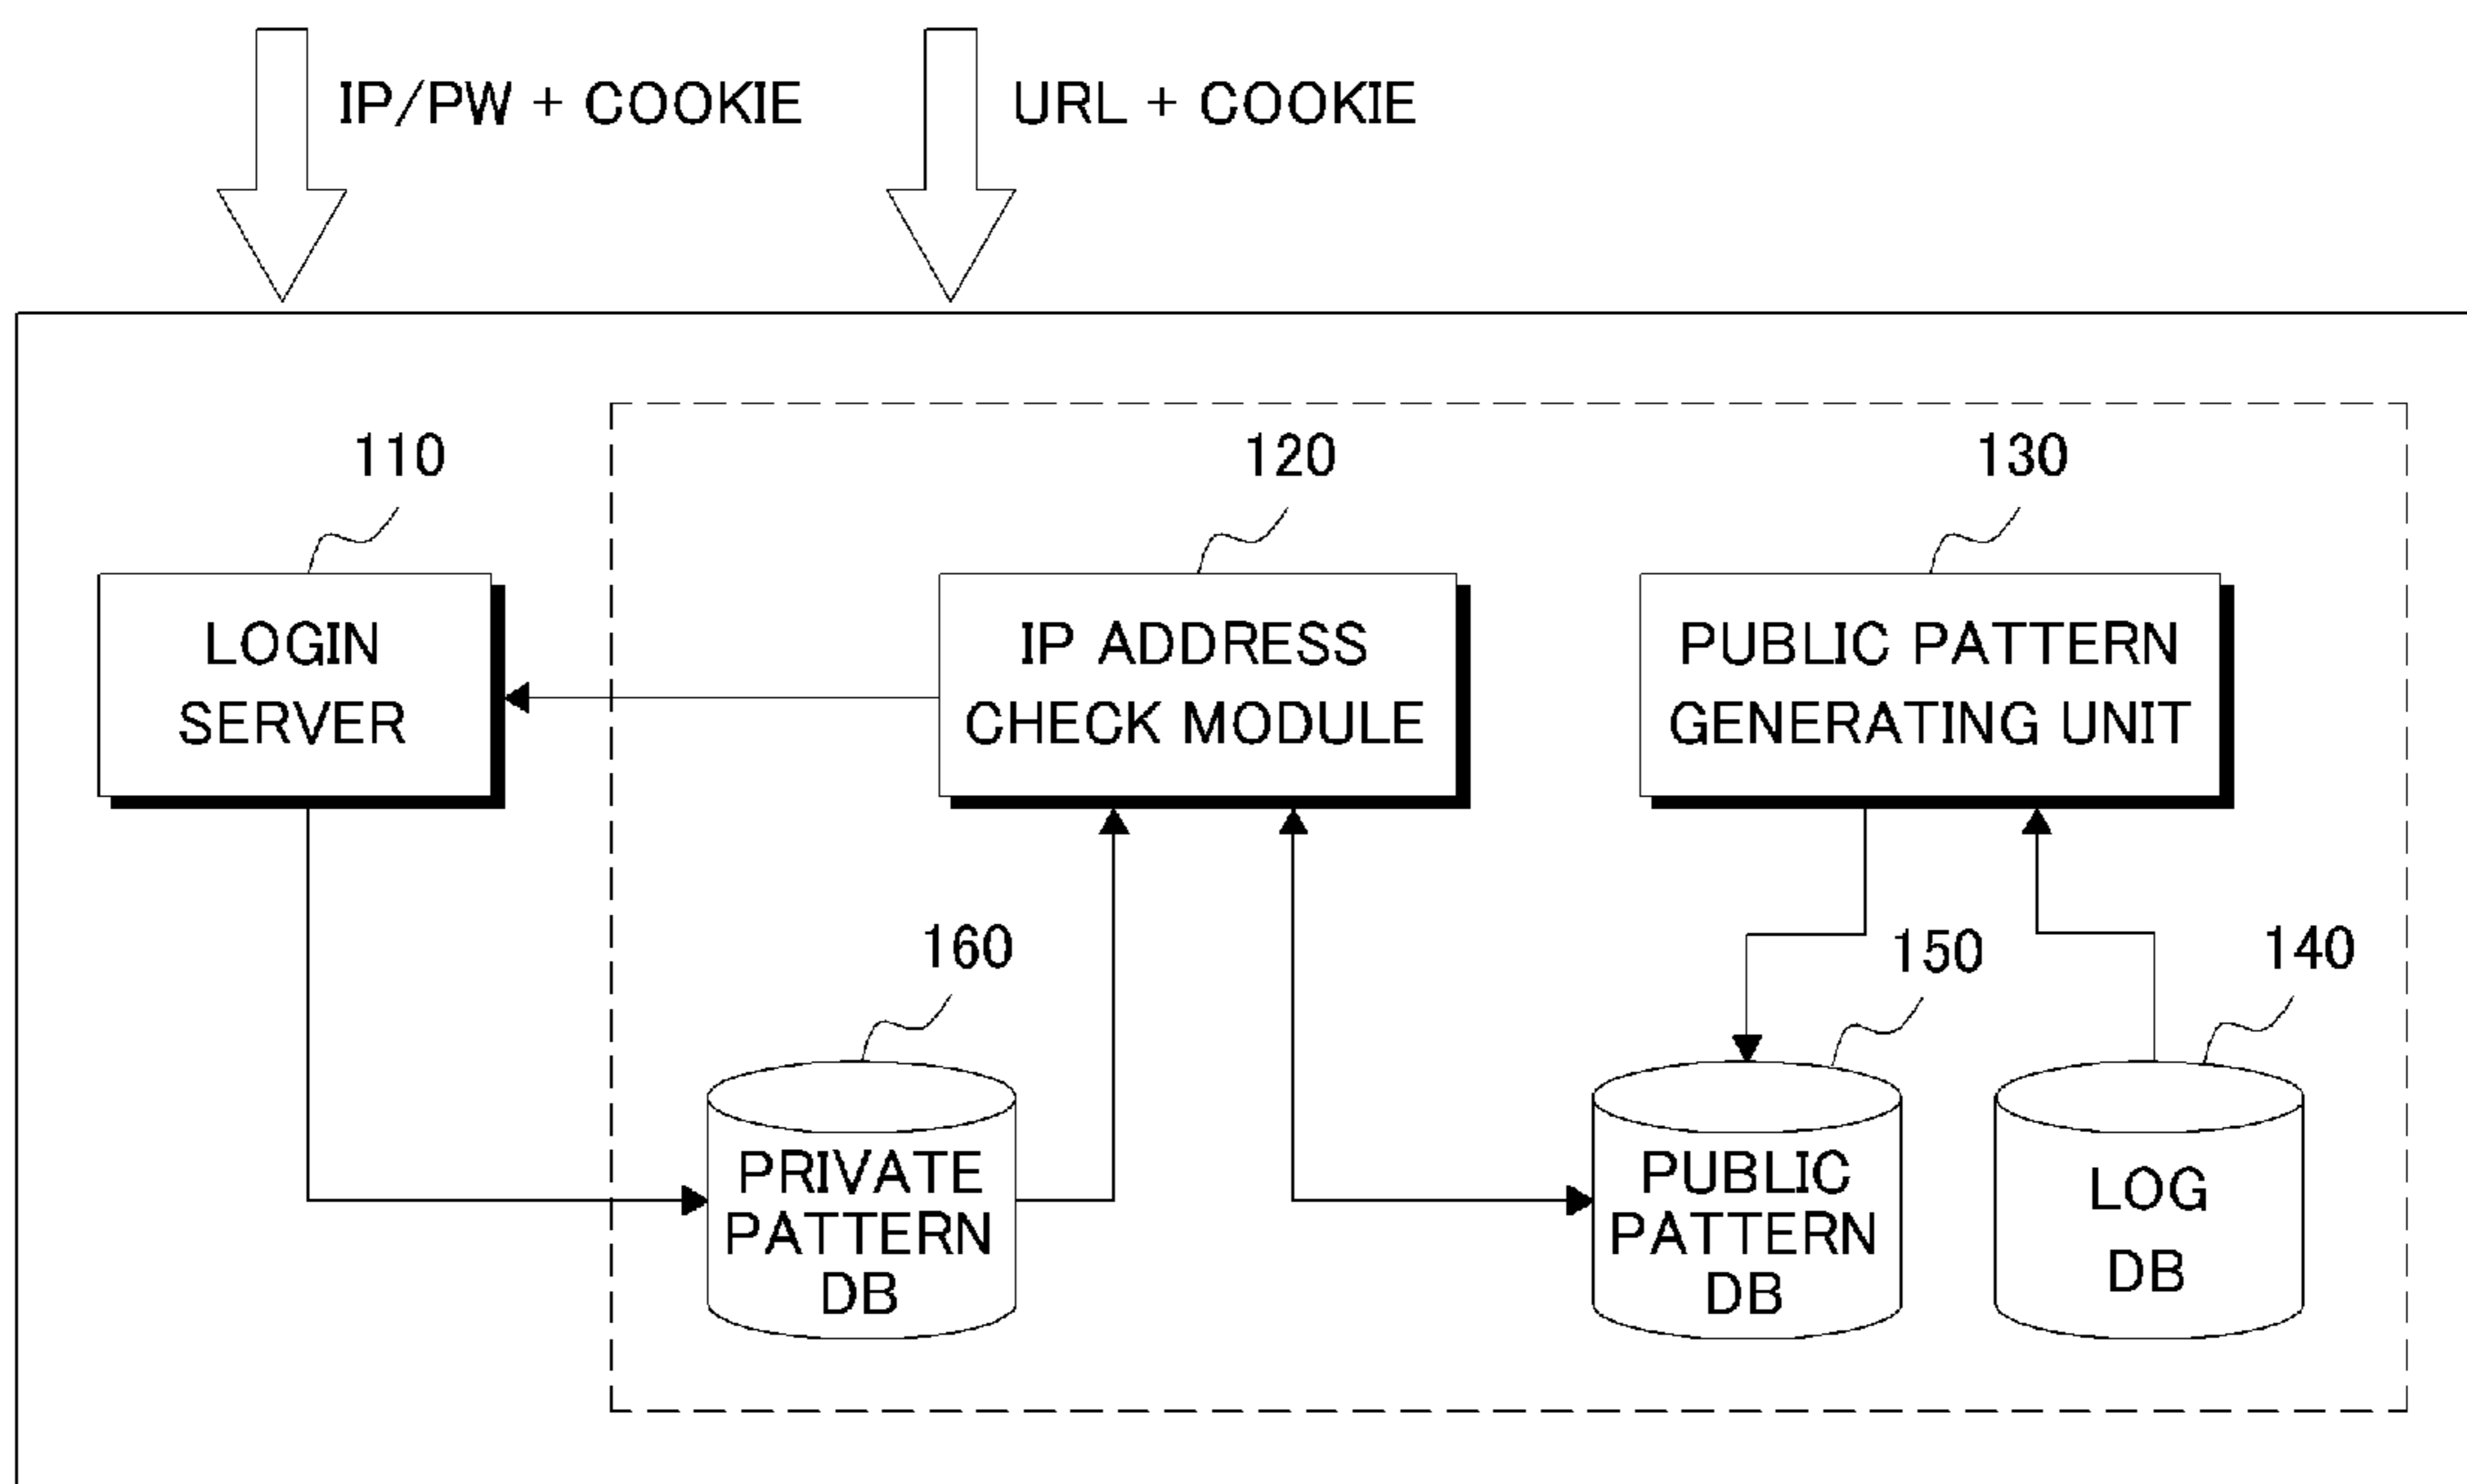 IP/PW + COOKIE
URL + COOKIE
110
120
130
LOGIN
SERVER
IP ADDRESS
CHECK MODULE
PUBLIC PATTERN
GENERATING UNIT
160
150
140
PRIVATE
PATTERN
DB
PUBLIC
PATTERN
DB
LOG
DB